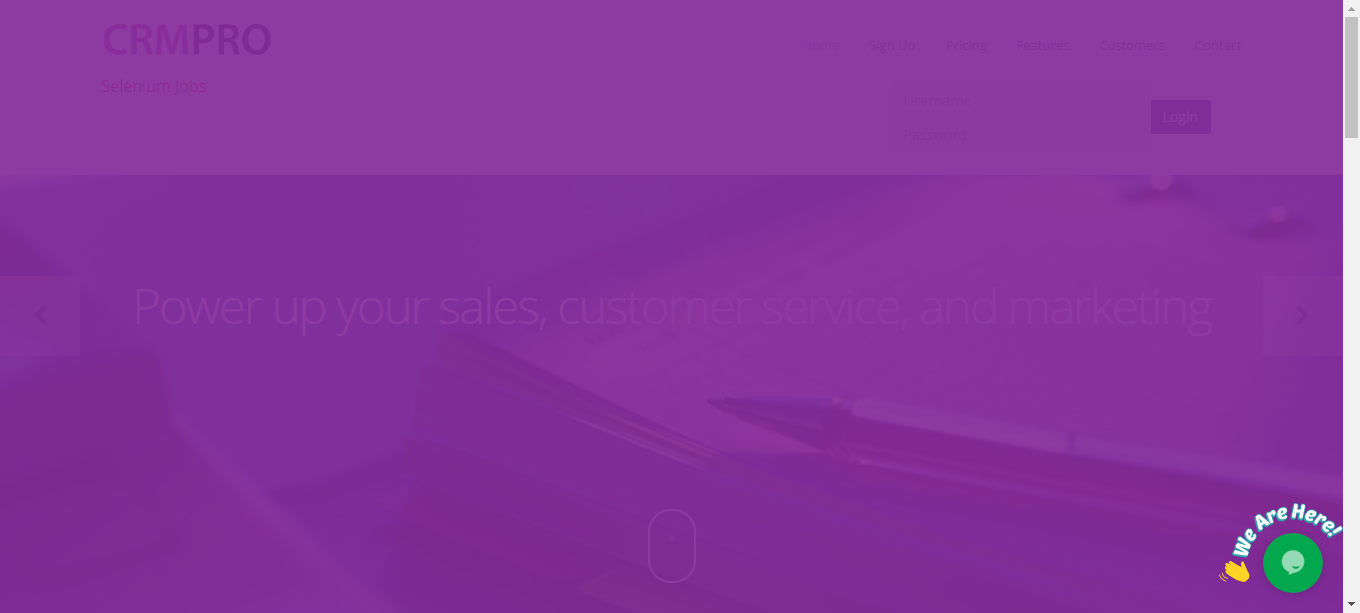 CRMPRO
Home Sign Up Pricing Features Customers Contact
Selenium Jobs
Username
Password
Login
Power up your sales, customer service, and marketing
We Are Here!